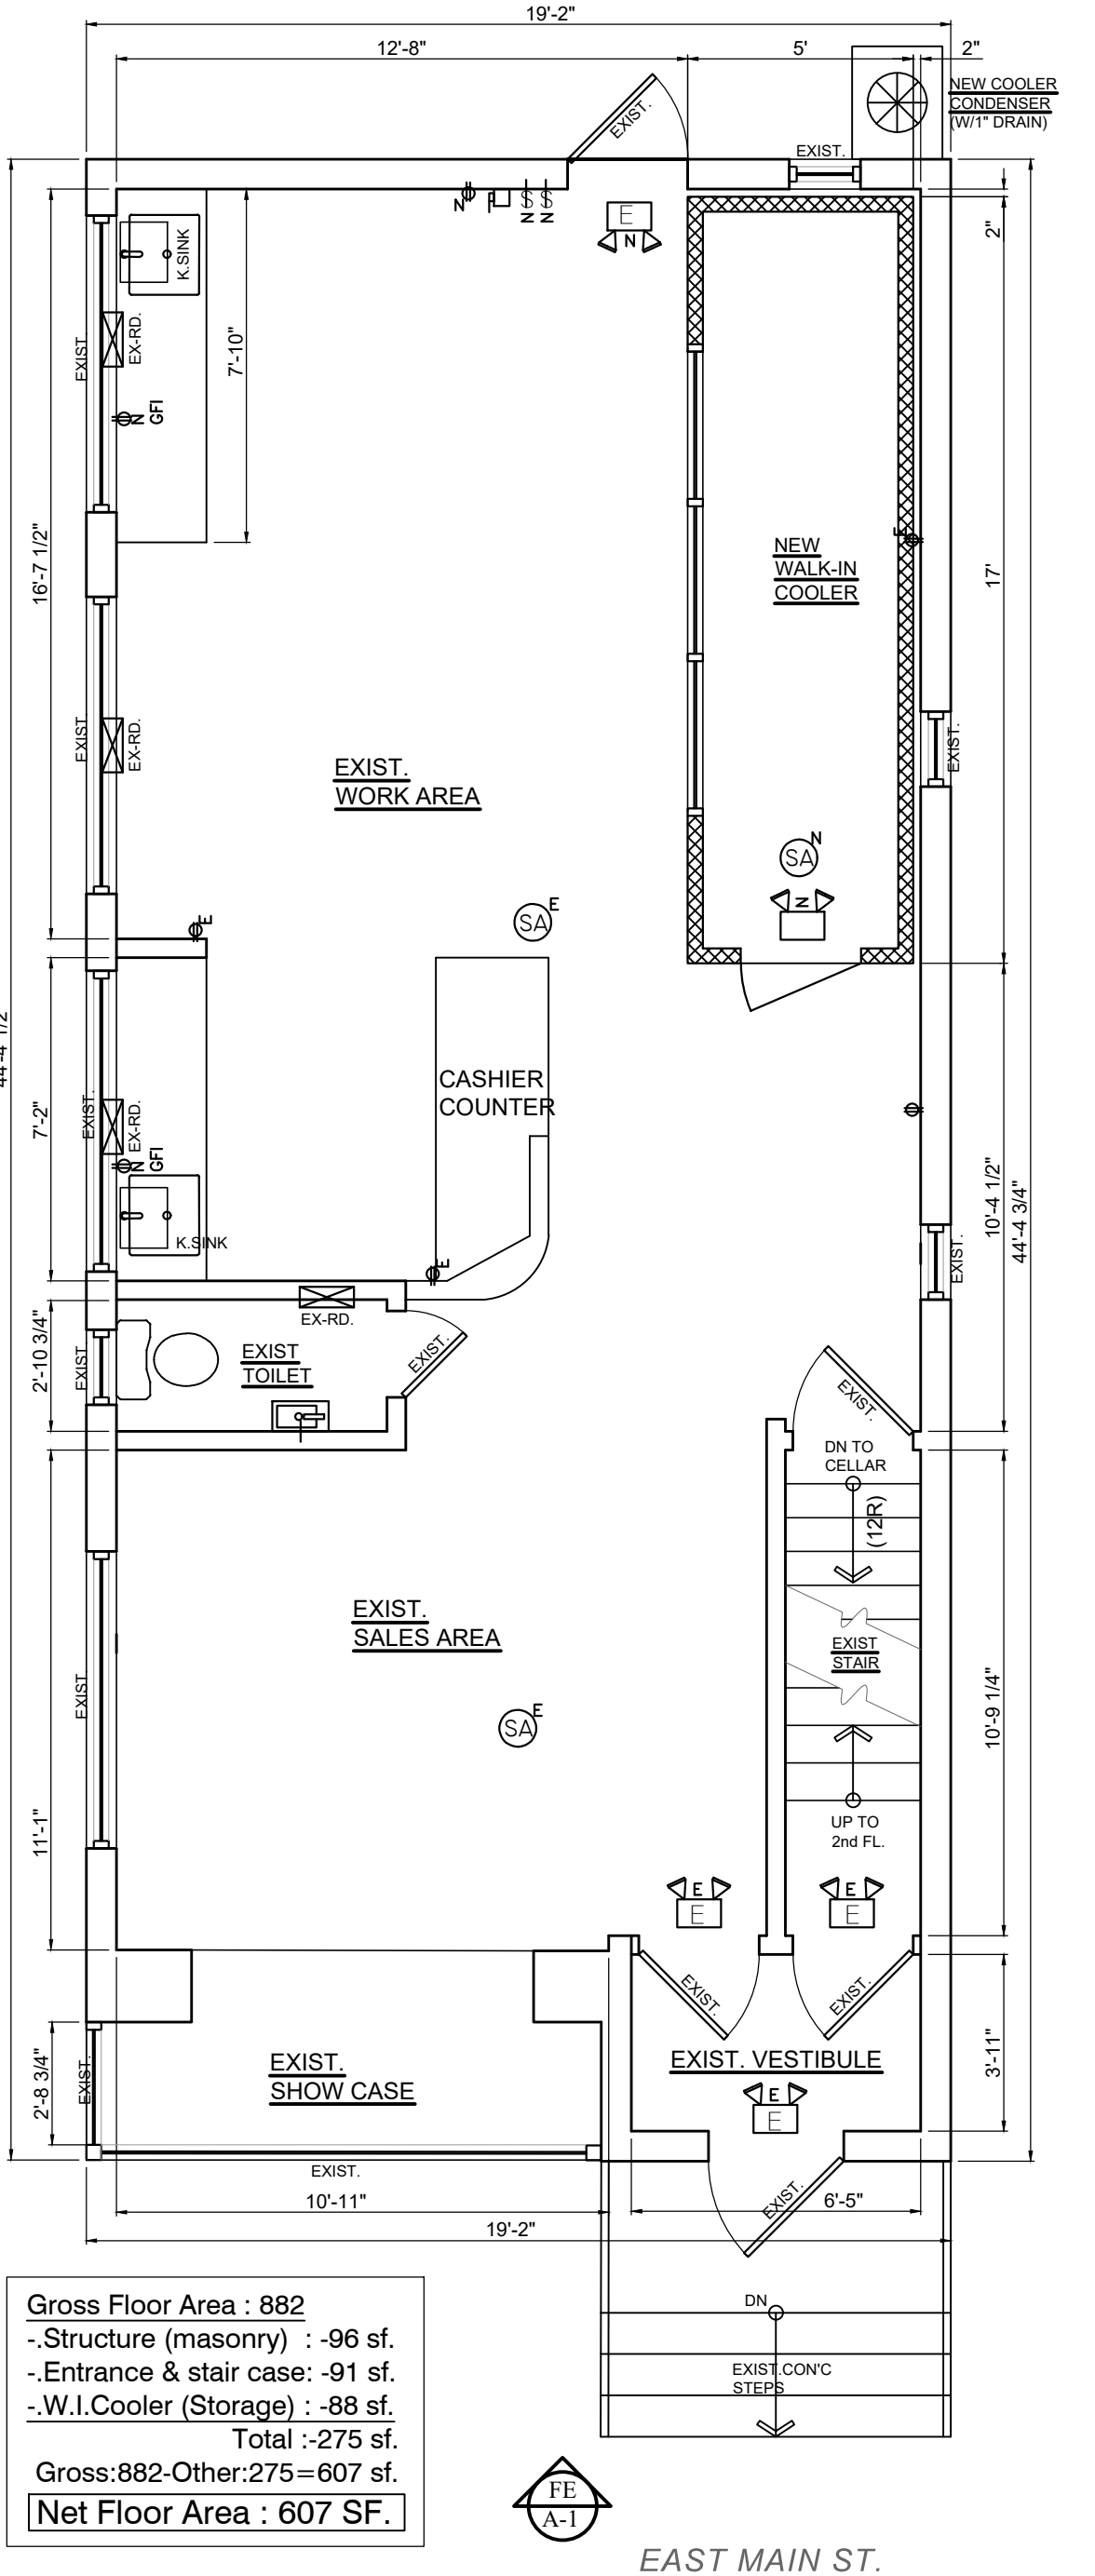 19'-2"
12'-8"
5'
2"
NEW COOLER
CONDENSER
(W/1" DRAIN)
EXIST.
EXIST.
N
N
N
E
N
2"
K.SINK
EX-RD.
EXIST.
7'-10"
N
GFI
16'-7 1/2"
NEW
WALK-IN
COOLER
E
17'
EXIST.
EX-RD.
EXIST.
EXIST.
WORK AREA
SA
N
N
SA
E
E
44'-4 1/2"
CASHIER
COUNTER
7'-2"
EXIST.
EX-RD.
N
GFI
K.SINK
10'-4 1/2"
44'-4 3/4"
EXIST.
E
EX-RD.
2'-10 3/4"
EXIST.
EXIST
TOILET
EXIST.
EXIST.
DN TO
CELLAR
(12R)
EXIST.
SALES AREA
EXIST
STAIR
EXIST.
SA
E
10'-9 1/4"
UP TO
2nd FL.
11'-1"
E
E
E
E
EXIST.
EXIST.
EXIST. VESTIBULE
3'-11"
2'-8 3/4"
EXIST.
EXIST.
SHOW CASE
E
E
EXIST.
10'-11"
EXIST.
6'-5"
19'-2"
DN
EXIST.CON'C
STEPS
Gross Floor Area : 882
-.Structure (masonry) : -96 sf.
-.Entrance & stair case: -91 sf.
-.W.I.Cooler (Storage) : -88 sf.
Total :-275 sf.
Gross:882-Other:275=607 sf.
Net Floor Area : 607 SF.
FE
A-1
EAST MAIN ST.